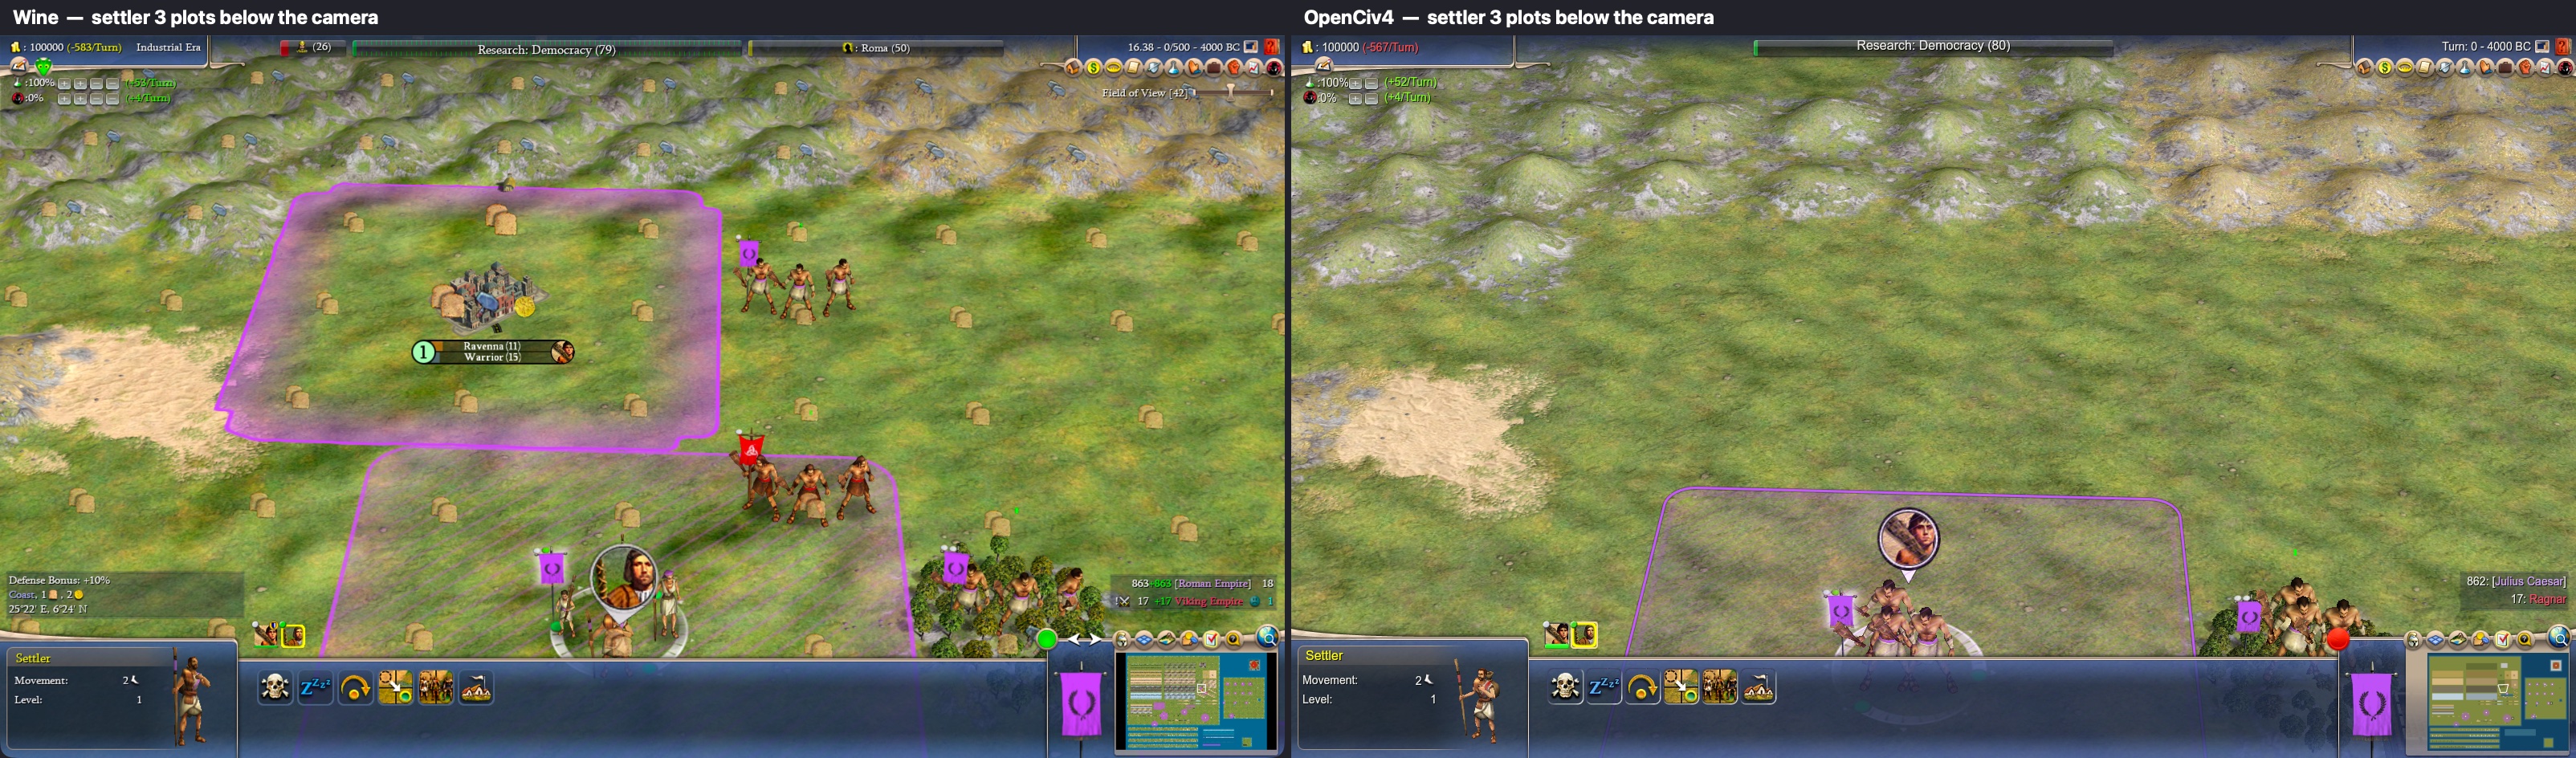 Wine — settler 3 plots below the camera
: 100000 (-583/Turn) Industrial Era
(26)
Research: Democracy (79)
: Roma (50)
16.38 - 0/500 - 4000 BC
:100% (+53/Turn)
:0% (+4/Turn)
Field of View [42]
1
Ravenna (11)
Warrior (15)
Defense Bonus: +10%
Coast, 1 , 2
25°22' E, 6°24' N
863+863 [Roman Empire] 18
! 17 +17 Viking Empire 1
Settler
Movement: 2
Level: 1
ZZzzz
OpenCiv4 — settler 3 plots below the camera
: 100000 (-567/Turn)
Research: Democracy (80)
Turn: 0 - 4000 BC
:100% (+52/Turn)
:0% (+4/Turn)
862: [Julius Caesar]
17: Ragnar
Settler
Movement: 2
Level: 1
ZZzzz